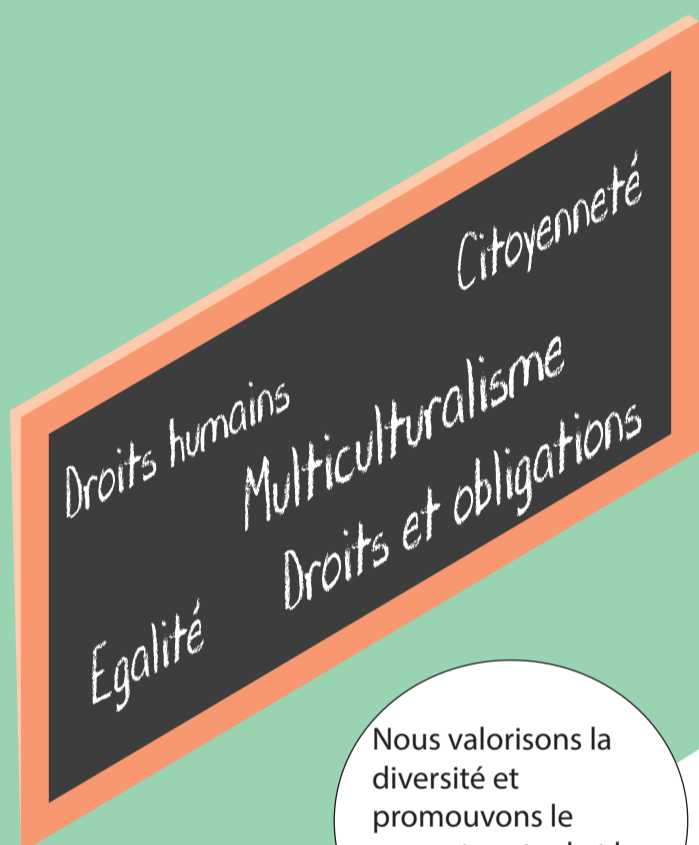 Citoyenneté
Droits humains
Multiculturalisme
Droits et obligations
Egalité
Nous valorisons la
diversité et
promouvons le